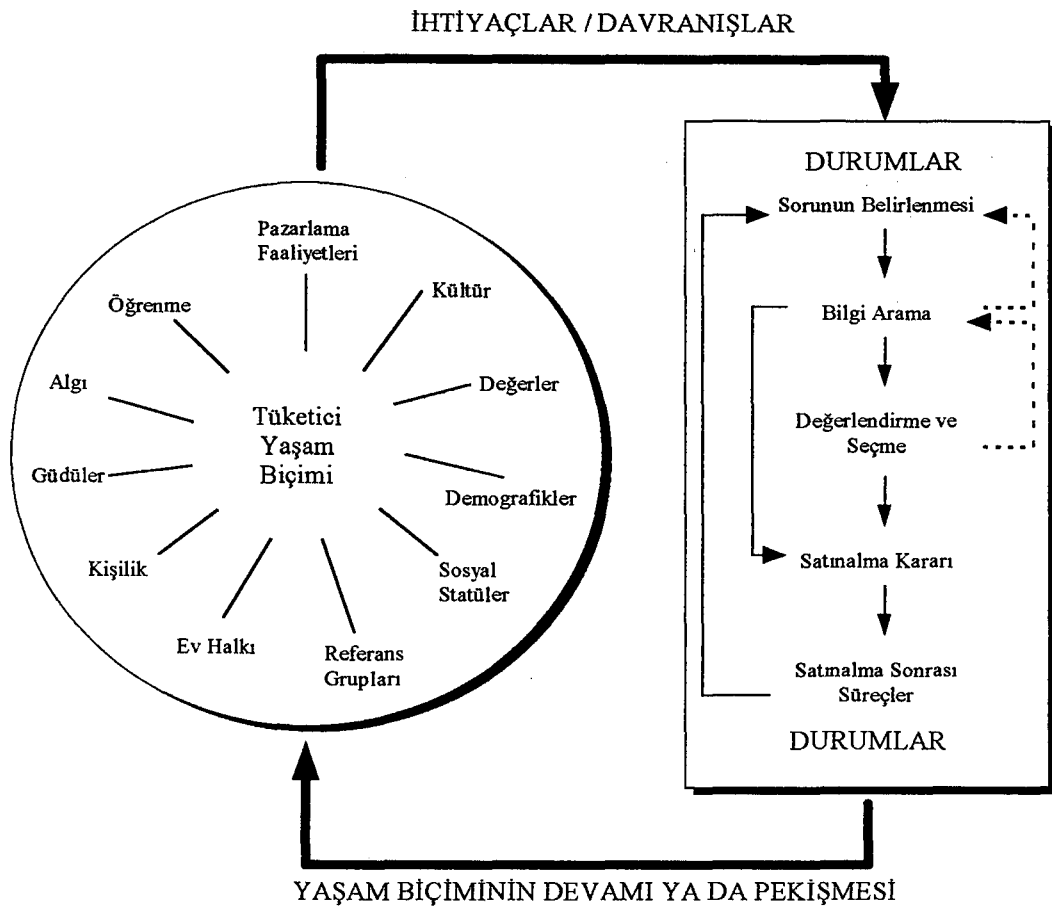 İHTİYAÇLAR / DAVRANIŞLAR
Pazarlama
Faaliyetleri
Kültür
Öğrenme
Değerler
Algı
Tüketici
Yaşam
Biçimi
Güdüler
Demografikler
Kişilik
Sosyal
Statüler
Ev Halkı
Referans
Grupları
DURUMLAR
Sorunun Belirlenmesi
Bilgi Arama
Değerlendirme ve
Seçme
Satınalma Kararı
Satınalma Sonrası
Süreçler
DURUMLAR
YAŞAM BİÇİMİNİN DEVAMI YA DA PEKİŞMESİ